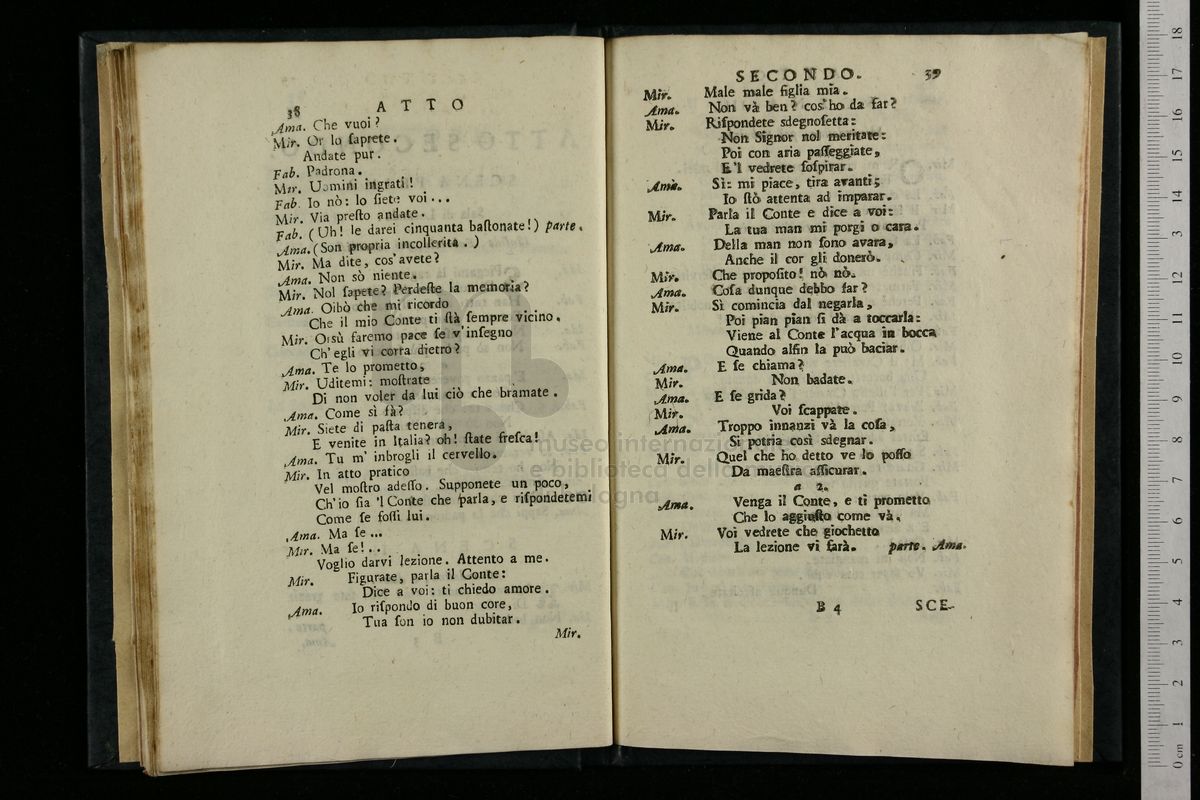 38 ATTO
Ama. Che vuoi?
Mir. Or lo ſaprete.
Andate pur.
Fab. Padrona.
Mir. Uomini ingrati!
Fab. Io nò: lo ſiete voi...
Mir. Via preſto andate.
Fab. (Uh! le darei cinquanta baſtonate!) parte.
Ama. (Son propria incollerita.)
Mir. Ma dite, cos' avete?
Ama. Non sò niente.
Mir. Nol ſapete? Perdeſte la memoria?
Ama. Oibò che mi ricordo
Che il mio Conte ti ſtà ſempre vicino.
Mir. Orsù faremo pace ſe v' inſegno
Ch' egli vi corra dietro?
Ama. Te lo prometto,
Mir. Uditemi: moſtrate
Di non voler da lui ciò che bramate.
Ama. Come sì fà?
Mir. Siete di paſta tenera,
E venite in Italia? oh! ſtate freſca!
Ama. Tu m' inbrogli il cervello.
Mir. In atto pratico
Vel moſtro adeſſo. Supponete un poco,
Ch' io ſia 'l Conte che parla, e riſpondetemi
Come ſe foſſi lui.
Ama. Ma ſe...
Mir. Ma ſe!..
Voglio darvi lezione. Attento a me.
Mir. Figurate, parla il Conte:
Dice a voi: ti chiedo amore.
Ama. Io riſpondo di buon core,
Tua ſon io non dubitar.
Mir.
SECONDO. 39
Mir. Male male figlia mia.
Ama. Non và ben? cos' ho da far?
Mir. Riſpondete sdegnoſetta:
Non Signor nol meritate:
Poi con aria paſſeggiate,
E'l vedrete ſoſpirar.
Ama. Sì: mi piace, tira avanti;
Io ſtò attenta ad imparar.
Mir. Parla il Conte e dice a voi:
La tua man mi porgi o cara.
Ama. Della man non ſono avara,
Anche il cor gli donerò.
Mir. Che propoſito! nò nò.
Ama. Coſa dunque debbo far?
Mir. Sì comincia dal negarla,
Poi pian pian ſi dà a toccarla:
Viene al Conte l'acqua in bocca
Quando alfin la può baciar.
Ama. E ſe chiama?
Mir. Non badate.
Ama. E ſe grida?
Mir. Voi ſcappate.
Ama. Troppo innanzi và la coſa,
Si potria così sdegnar.
Mir. Quel che ho detto ve lo poſſo
Da maeſtra aſſicurar.
a 2.
Ama. Venga il Conte, e ti prometto
Che lo aggiuſto come và.
Mir. Voi vedrete che giochetto
La lezione vi farà. parte. Ama.
B 4 SCE-
museo internazionale
e biblioteca della